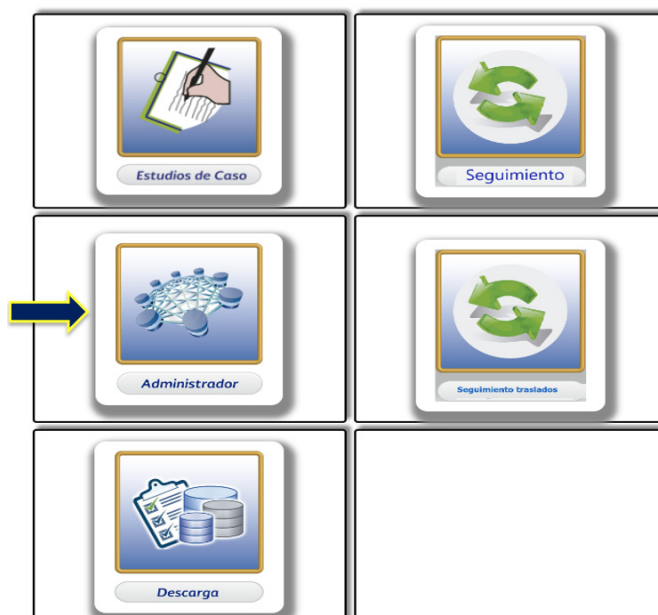 Estudios de Caso
Seguimiento
Administrador
Seguimiento traslados
Descarga